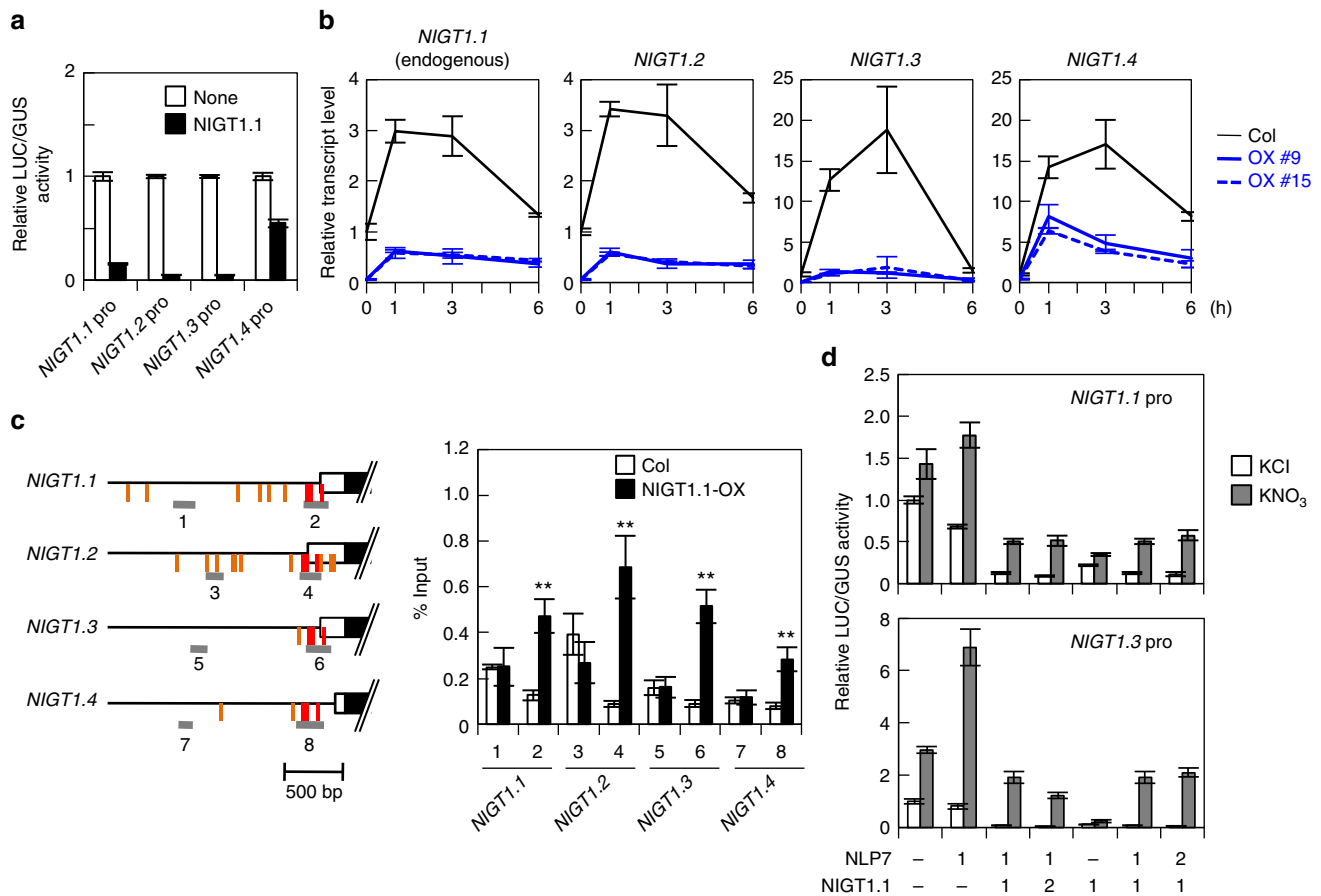 a
Relative LUC/GUS
activity
2
1
0
None
NIGT1.1
NIGT1.1 pro
NIGT1.2 pro
NIGT1.3 pro
NIGT1.4 pro
b
NIGT1.1
(endogenous)
NIGT1.2
NIGT1.3
NIGT1.4
Relative transcript level
4
3
2
1
0
0 1 3 6
4
3
2
1
0
0 1 3 6
25
20
15
10
5
0
0 1 3 6
25
20
15
10
5
0
0 1 3 6 (h)
Col
OX #9
OX #15
c
NIGT1.1
1 2
NIGT1.2
3 4
NIGT1.3
5 6
NIGT1.4
7 8
500 bp
% Input
1.2
1.0
0.8
0.6
0.4
0.2
0
Col
NIGT1.1-OX
**
**
**
**
1 2 3 4 5 6 7 8
NIGT1.1
NIGT1.2
NIGT1.3
NIGT1.4
d
Relative LUC/GUS activity
2.5
2.0
1.5
1.0
0.5
0
NIGT1.1 pro
KCl
KNO3
8
6
4
2
0
NIGT1.3 pro
NLP7 – 1 1 1 – 1 2
NIGT1.1 – – 1 2 1 1 1